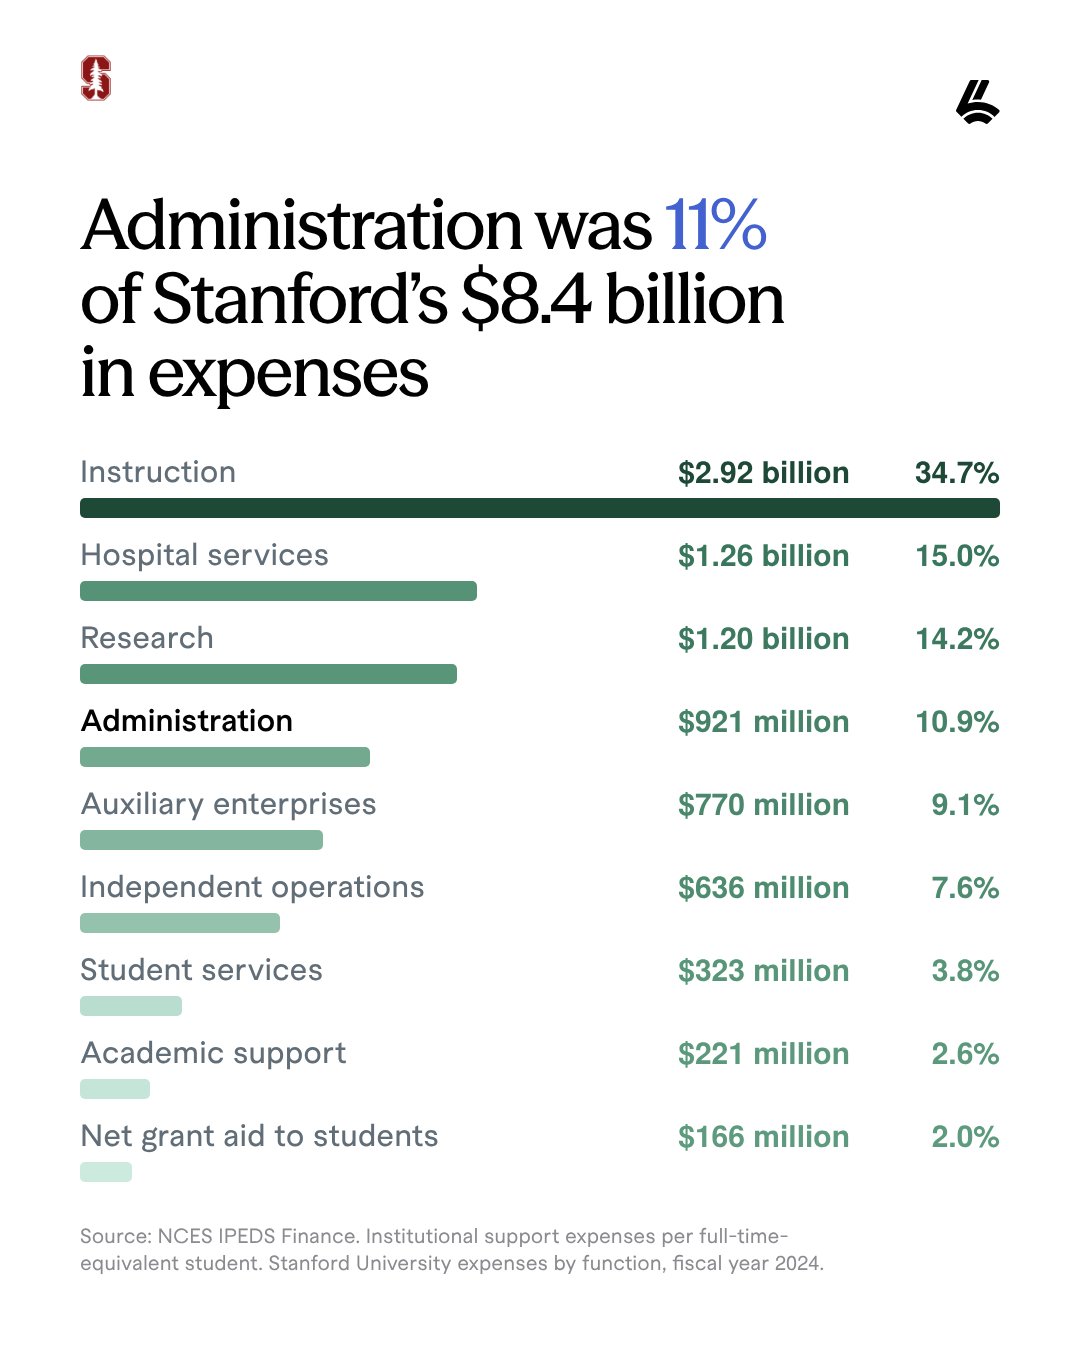 S
Administration was 11%
of Stanford’s $8.4 billion
in expenses
Instruction $2.92 billion 34.7%
Hospital services $1.26 billion 15.0%
Research $1.20 billion 14.2%
Administration $921 million 10.9%
Auxiliary enterprises $770 million 9.1%
Independent operations $636 million 7.6%
Student services $323 million 3.8%
Academic support $221 million 2.6%
Net grant aid to students $166 million 2.0%
Source: NCES IPEDS Finance. Institutional support expenses per full-time-
equivalent student. Stanford University expenses by function, fiscal year 2024.